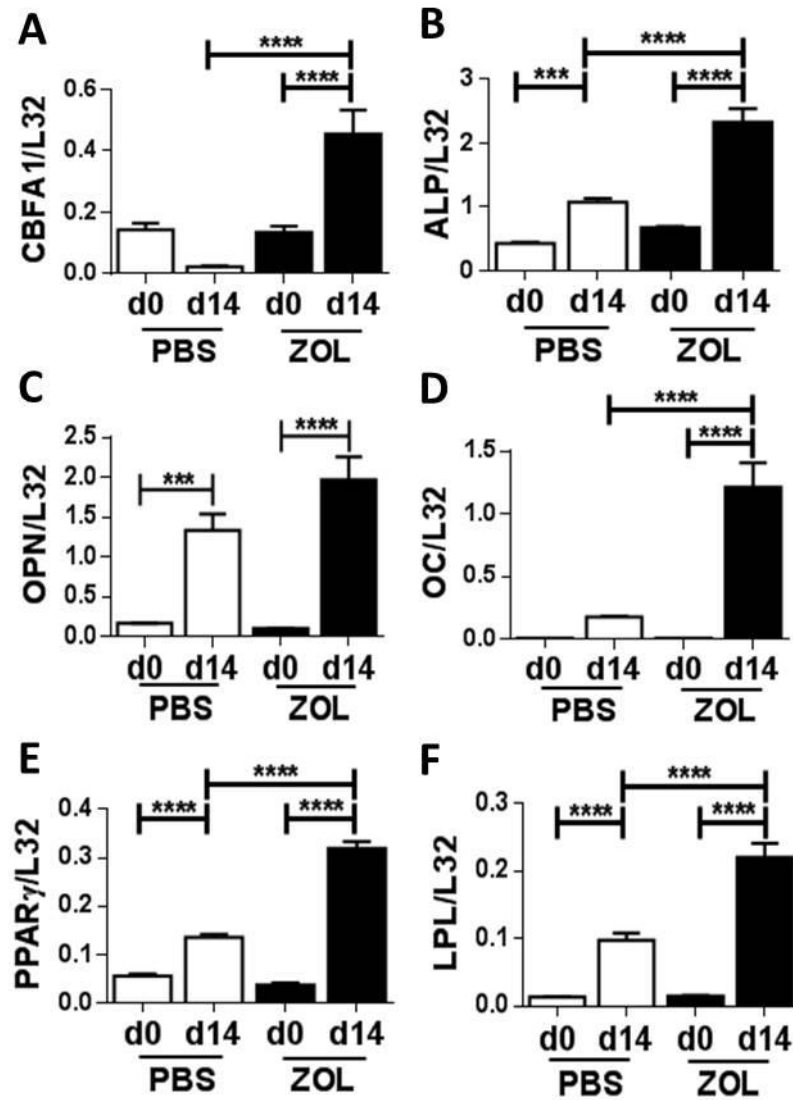 A
****
****
CBFA1/L32
0.6
0.4
0.2
0.0
d0 d14 d0 d14
PBS ZOL
B
****
*** ****
ALP/L32
3
2
1
0
d0 d14 d0 d14
PBS ZOL
C
****
***
OPN/L32
2.5
2.0
1.5
1.0
0.5
0.0
d0 d14 d0 d14
PBS ZOL
D
****
****
OC/L32
1.5
1.0
0.5
0.0
d0 d14 d0 d14
PBS ZOL
E
****
**** ****
PPARγ/L32
0.4
0.3
0.2
0.1
0.0
d0 d14 d0 d14
PBS ZOL
F
****
**** ****
LPL/L32
0.3
0.2
0.1
0.0
d0 d14 d0 d14
PBS ZOL